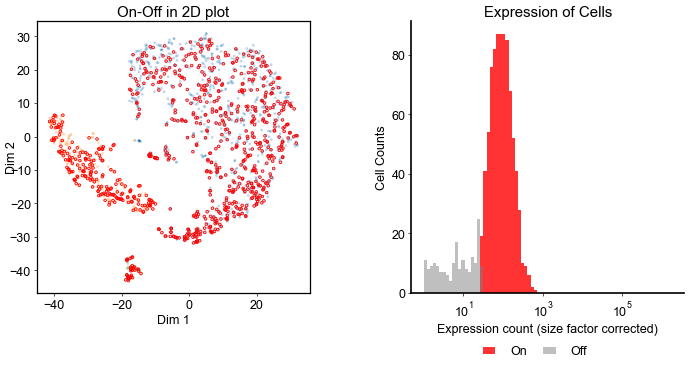 On-Off in 2D plot
30
20
10
0
−10
−20
−30
−40
Dim 2
−40 −20 0 20
Dim 1
Expression of Cells
80
60
40
20
0
Cell Counts
10^1 10^3 10^5
Expression count (size factor corrected)
On Off